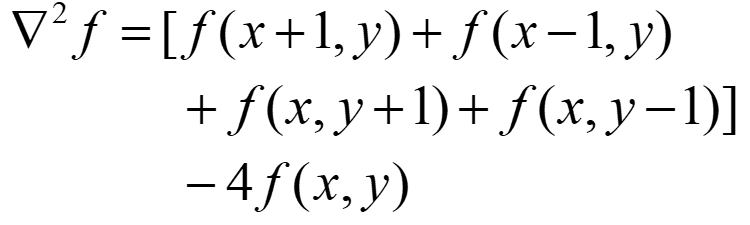 ∇²f = [f(x+1, y) + f(x−1, y)
+ f(x, y+1) + f(x, y−1)]
− 4f(x, y)